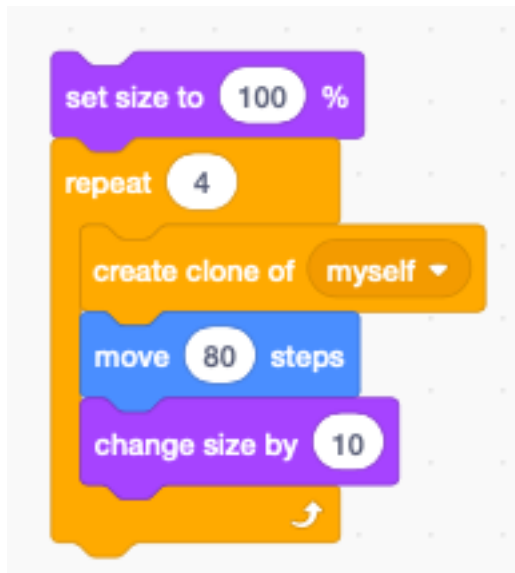 set size to 100 %
repeat 4
create clone of myself
move 80 steps
change size by 10